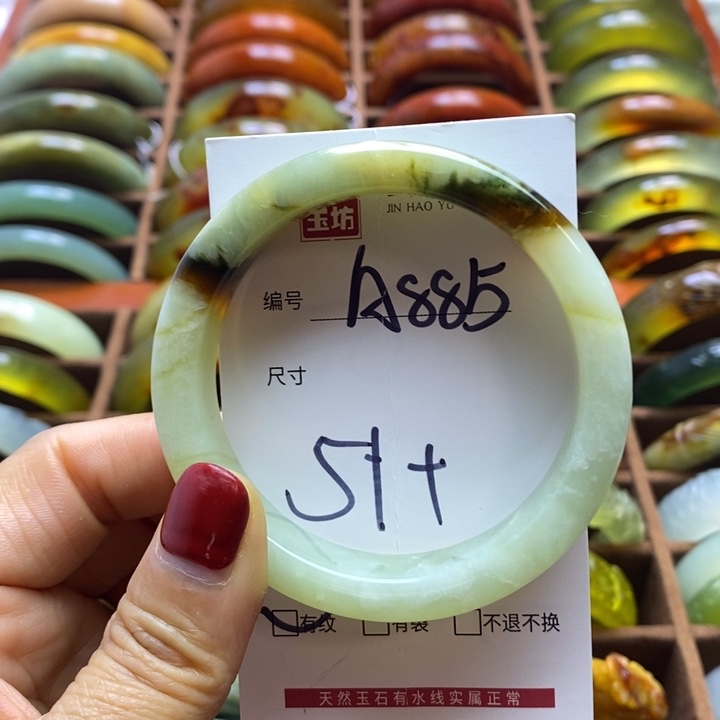 玉坊
JIN HAO YU
编号 A885
尺寸
51+
有纹 有裂 不退不换
天然玉石有水线实属正常